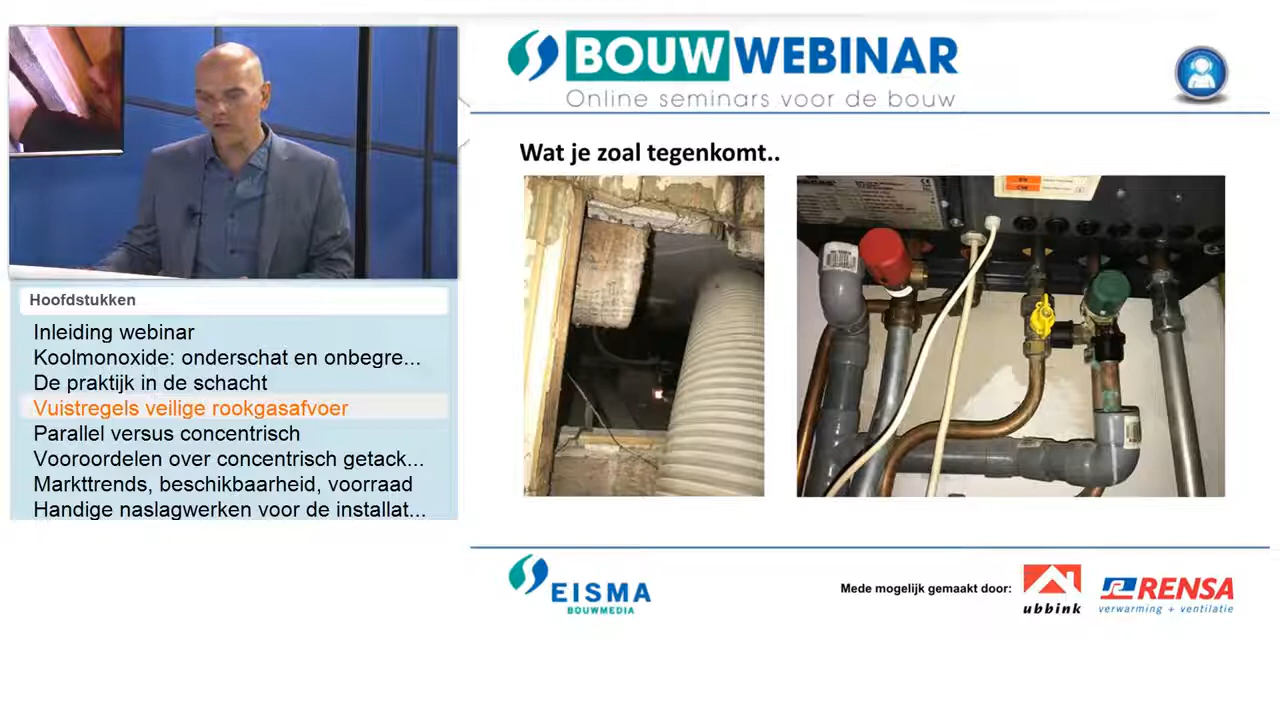 BOUW WEBINAR
Online seminars voor de bouw
Wat je zoal tegenkomt..
Hoofdstukken
Inleiding webinar
Koolmonoxide: onderschat en onbegre...
De praktijk in de schacht
Vuistregels veilige rookgasafvoer
Parallel versus concentrisch
Vooroordelen over concentrisch getack...
Markttrends, beschikbaarheid, voorraad
Handige naslagwerken voor de installat...
EISMA
BOUWMEDIA
Mede mogelijk gemaakt door:
ubbink
RENSA
verwarming + ventilatie